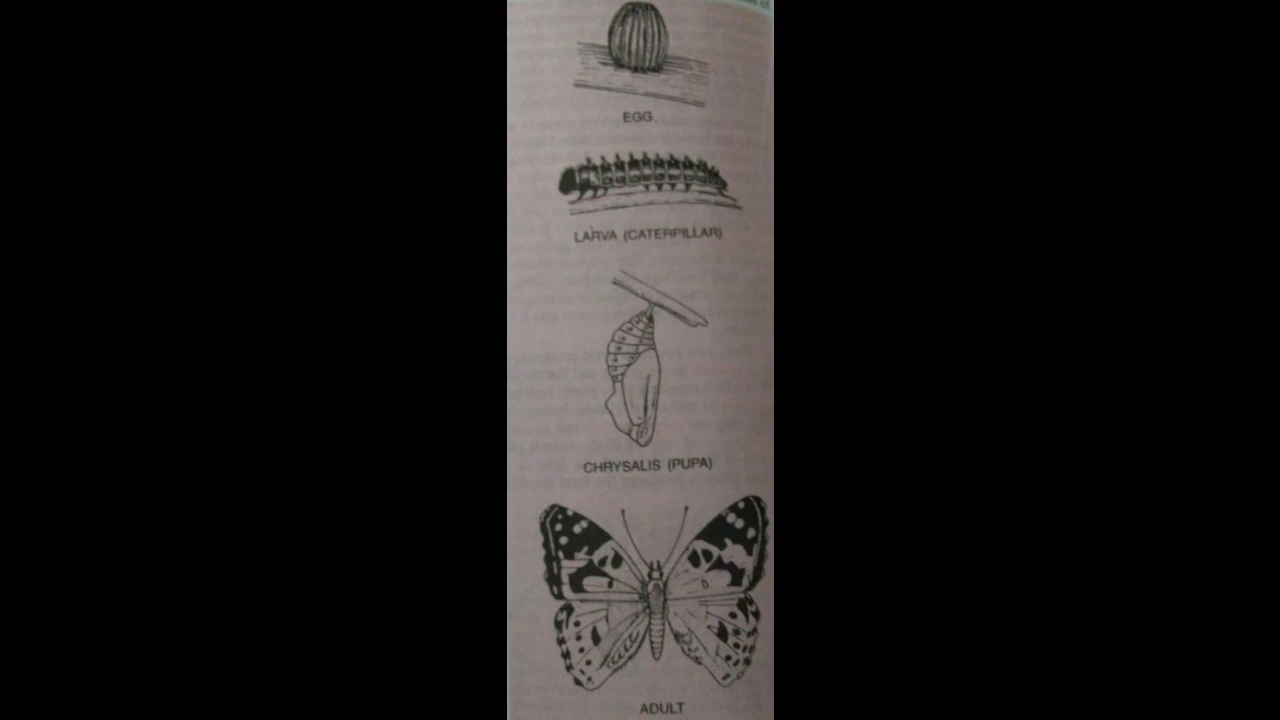 EGG
LARVA (CATERPILLAR)
CHRYSALIS (PUPA)
ADULT